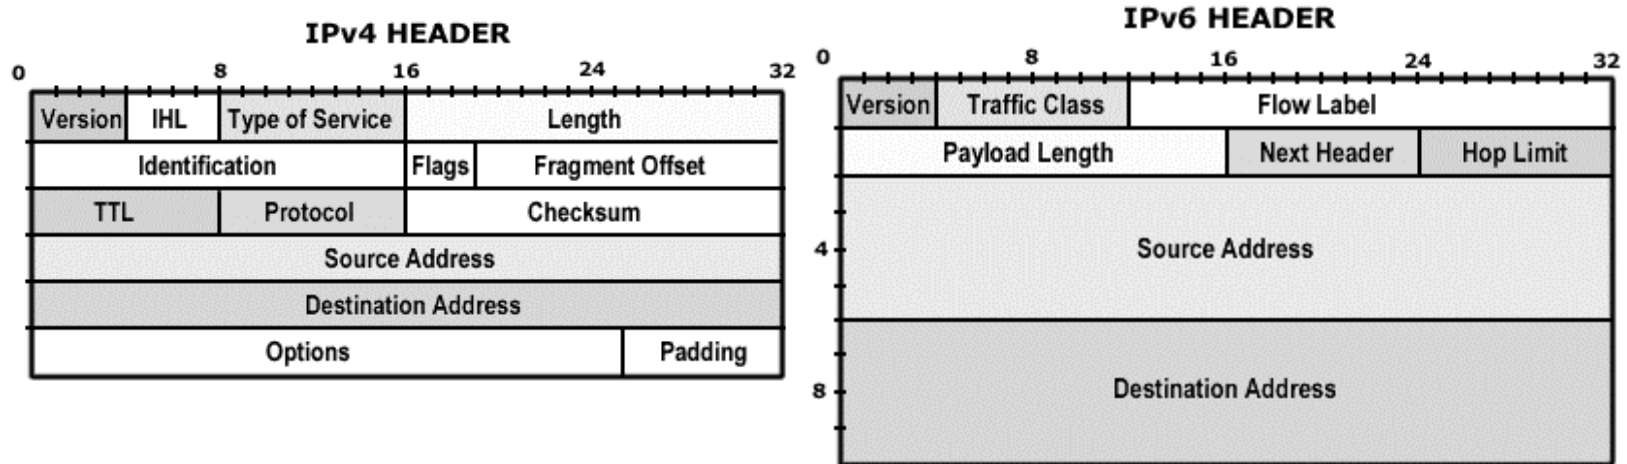 IPv4 HEADER
0 8 16 24 32
Version IHL Type of Service Length
Identification Flags Fragment Offset
TTL Protocol Checksum
Source Address
Destination Address
Options Padding
IPv6 HEADER
0 8 16 24 32
Version Traffic Class Flow Label
Payload Length Next Header Hop Limit
4 Source Address
8 Destination Address